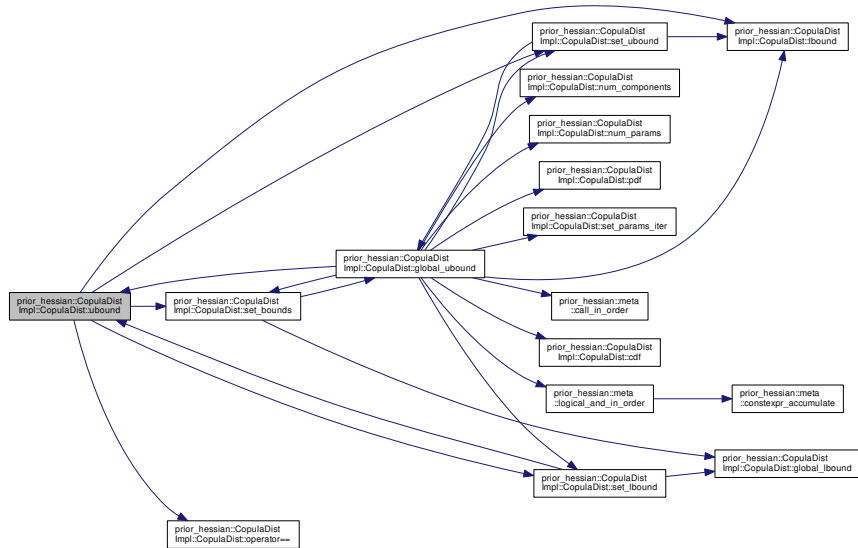 prior_hessian::CopulaDist
Impl::CopulaDist::set_ubound
prior_hessian::CopulaDist
Impl::CopulaDist::lbound
prior_hessian::CopulaDist
Impl::CopulaDist::num_components
prior_hessian::CopulaDist
Impl::CopulaDist::num_params
prior_hessian::CopulaDist
Impl::CopulaDist::pdf
prior_hessian::CopulaDist
Impl::CopulaDist::set_params_iter
prior_hessian::CopulaDist
Impl::CopulaDist::global_ubound
prior_hessian::CopulaDist
Impl::CopulaDist::ubound
prior_hessian::CopulaDist
Impl::CopulaDist::set_bounds
prior_hessian::meta
::call_in_order
prior_hessian::CopulaDist
Impl::CopulaDist::cdf
prior_hessian::meta
::logical_and_in_order
prior_hessian::meta
::constexpr_accumulate
prior_hessian::CopulaDist
Impl::CopulaDist::global_lbound
prior_hessian::CopulaDist
Impl::CopulaDist::set_lbound
prior_hessian::CopulaDist
Impl::CopulaDist::operator==